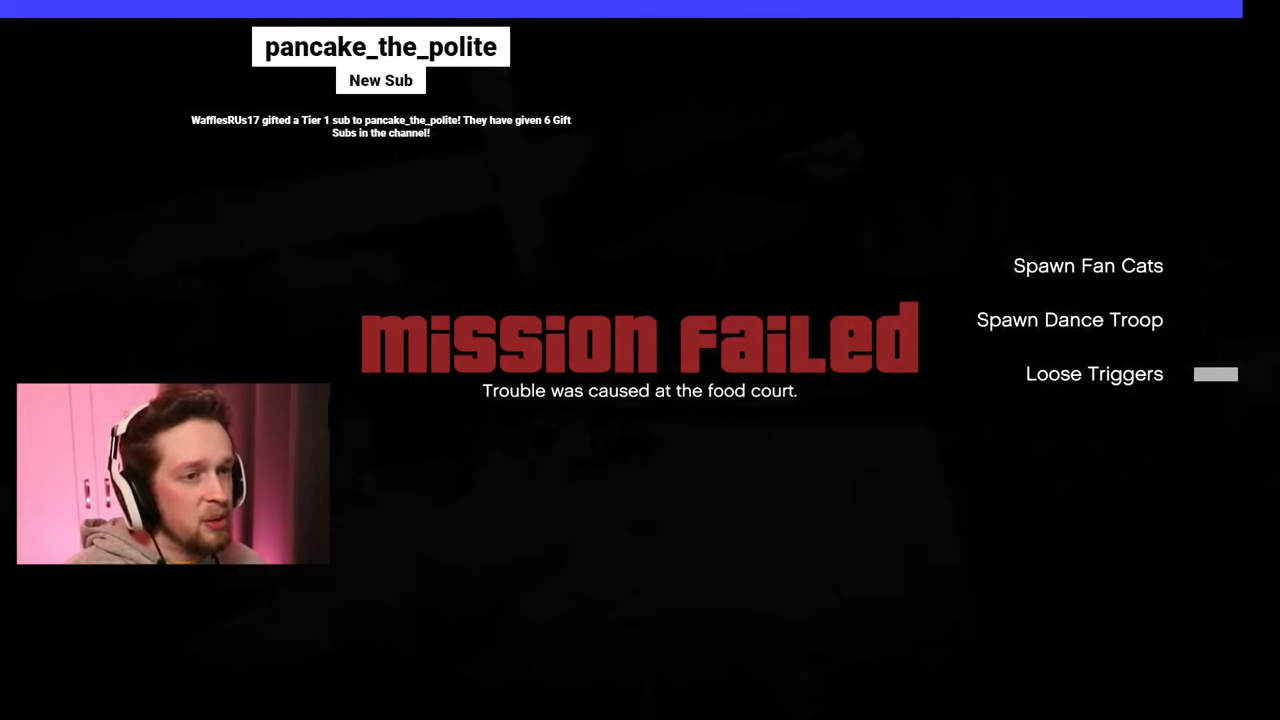 pancake_the_polite
New Sub
WafflesRUs17 gifted a Tier 1 sub to pancake_the_polite! They have given 6 Gift
Subs in the channel!
Spawn Fan Cats
Spawn Dance Troop
Loose Triggers
mission failed
Trouble was caused at the food court.